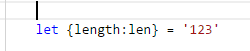 let {length:len} = '123'